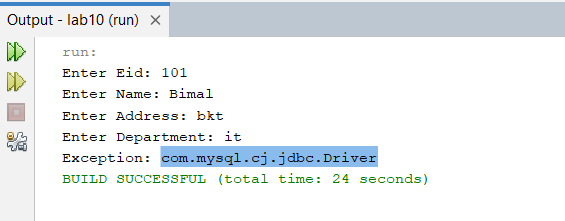 Output - lab10 (run) ×
run:
Enter Eid: 101
Enter Name: Bimal
Enter Address: bkt
Enter Department: it
Exception: com.mysql.cj.jdbc.Driver
BUILD SUCCESSFUL (total time: 24 seconds)